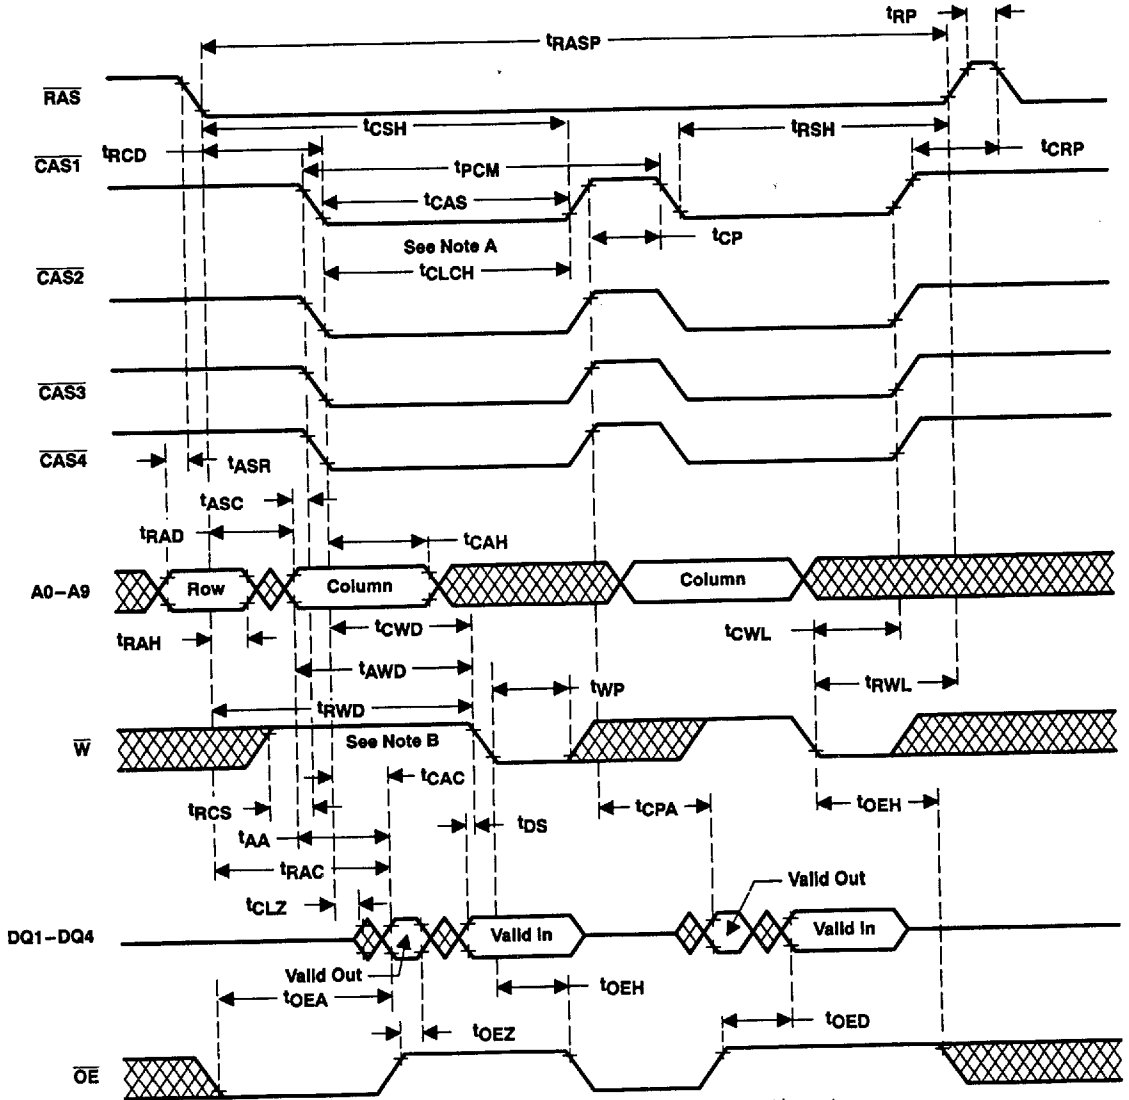 tRP
tRASP
RAS
tCSH
tRSH
tRCD
tCRP
CAS1
tPCM
tCAS
tCP
See Note A
tCLCH
CAS2
CAS3
CAS4
tASR
tASC
tRAD
tCAH
A0–A9
Row
Column
Column
tRAH
tCWD
tCWL
tAWD
tWP
tRWL
tRWD
W
See Note B
tCAC
tRCS
tCPA
tOEH
tAA
tDS
tRAC
Valid Out
tCLZ
DQ1–DQ4
Valid In
Valid In
Valid Out
tOEA
tOEH
tOEZ
tOED
OE